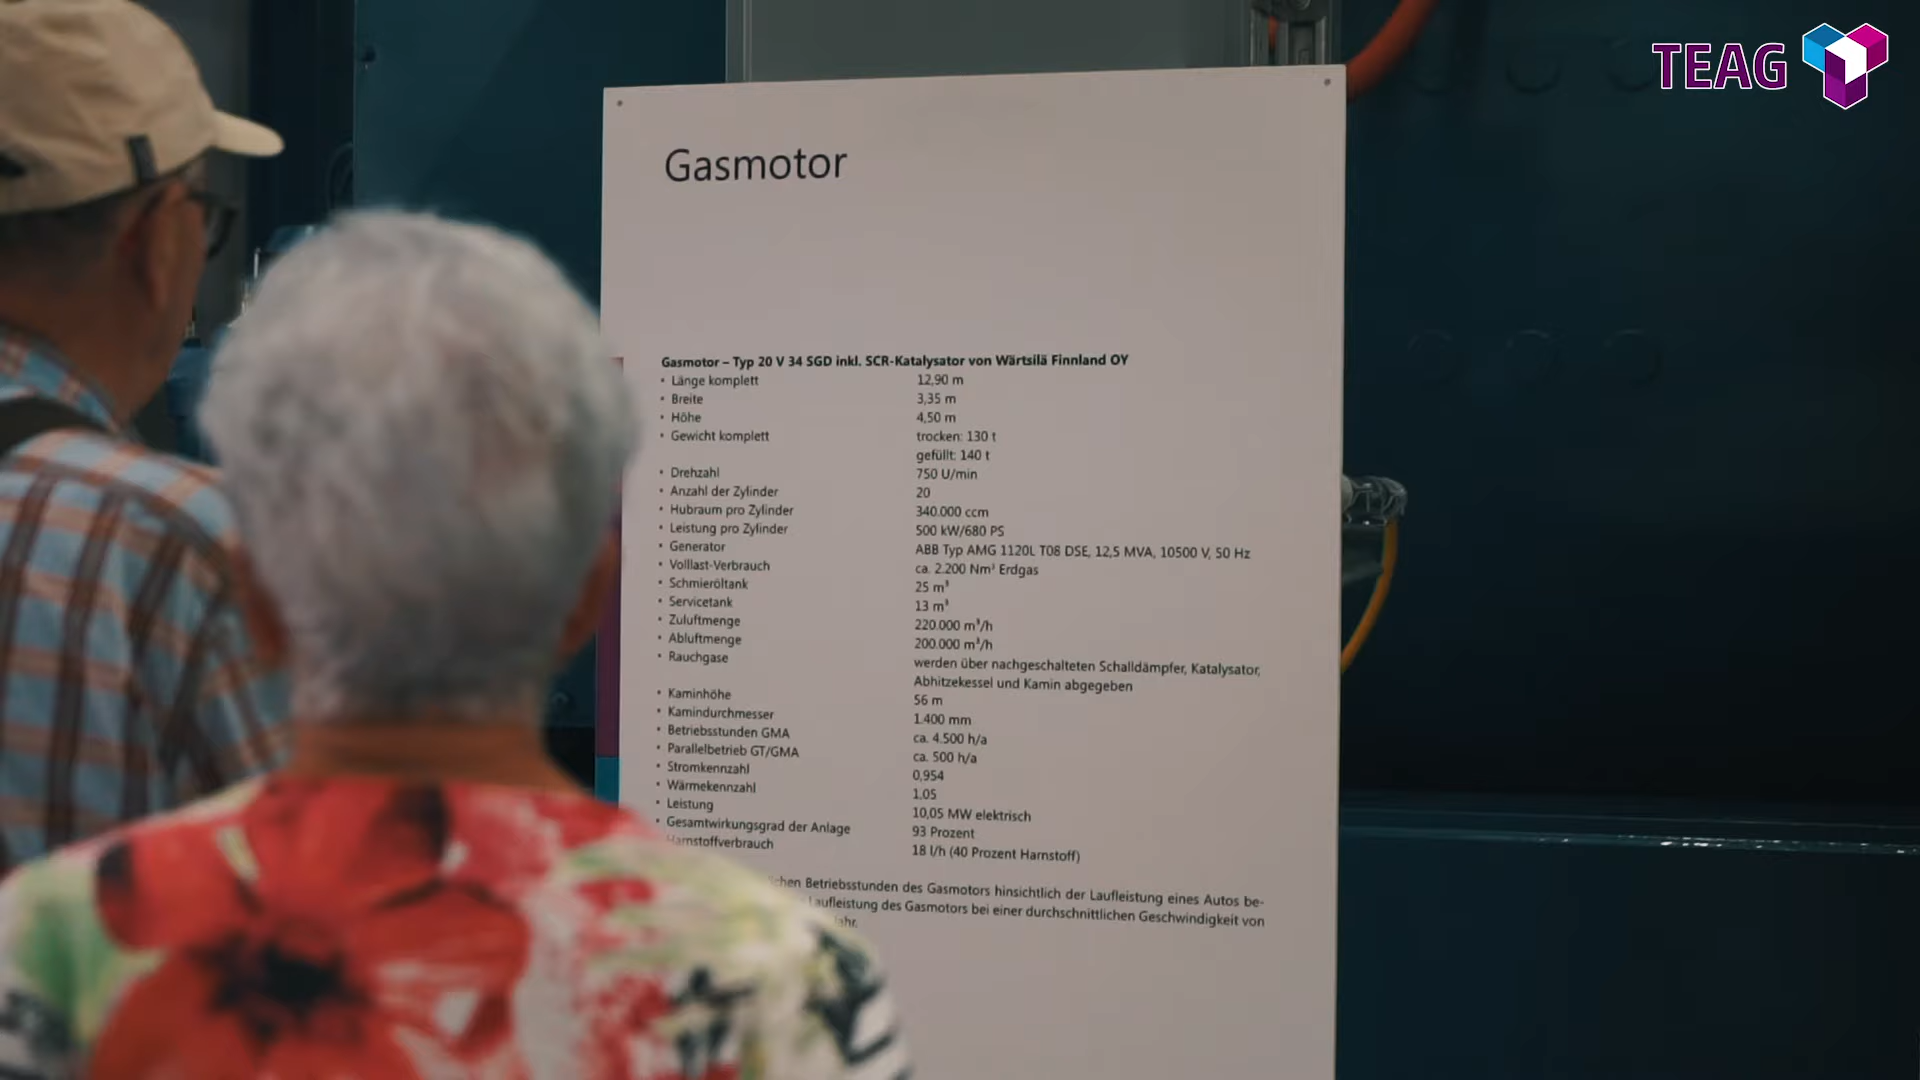 TEAG
Gasmotor
Gasmotor – Typ 20 V 34 SGD inkl. SCR-Katalysator von Wärtsilä Finnland OY
• Länge komplett 12,90 m
• Breite 3,35 m
• Höhe 4,50 m
• Gewicht komplett trocken: 130 t
gefüllt: 140 t
• Drehzahl 750 U/min
• Anzahl der Zylinder 20
• Hubraum pro Zylinder 340.000 ccm
• Leistung pro Zylinder 500 kW/680 PS
• Generator ABB Typ AMG 1120L T08 DSE, 12,5 MVA, 10500 V, 50 Hz
• Volllast-Verbrauch ca. 2.200 Nm³ Erdgas
• Schmieröltank 25 m³
• Servicetank 13 m³
• Zuluftmenge 220.000 m³/h
• Abluftmenge 200.000 m³/h
• Rauchgase werden über nachgeschalteten Schalldämpfer, Katalysator,
Abhitzekessel und Kamin abgegeben
• Kaminhöhe 56 m
• Kamindurchmesser 1.400 mm
• Betriebsstunden GMA ca. 4.500 h/a
• Parallelbetrieb GT/GMA ca. 500 h/a
• Stromkennzahl 0,954
• Wärmekennzahl 1,05
• Leistung 10,05 MW elektrisch
• Gesamtwirkungsgrad der Anlage 93 Prozent
Harnstoffverbrauch 18 l/h (40 Prozent Harnstoff)
Betriebsstunden des Gasmotors hinsichtlich der Laufleistung eines Autos be-
Laufleistung des Gasmotors bei einer durchschnittlichen Geschwindigkeit von